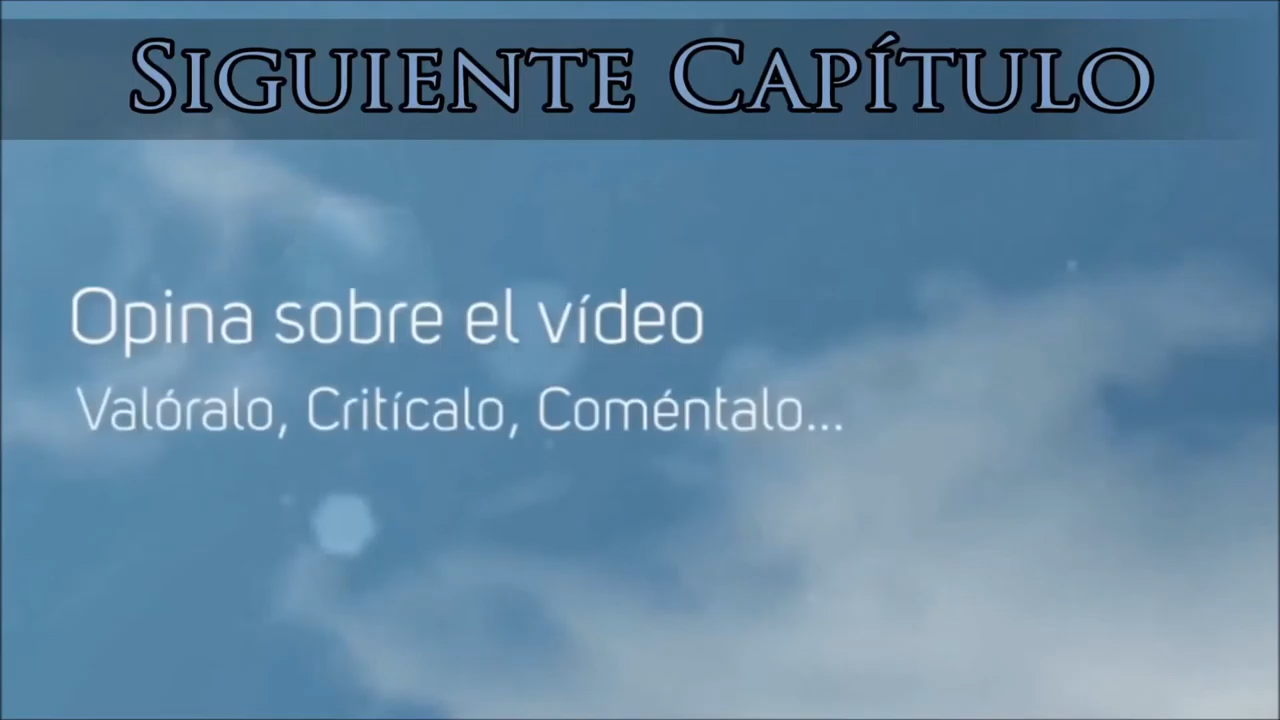 SIGUIENTE CAPÍTULO
Opina sobre el vídeo
Valóralo, Critícalo, Coméntalo...